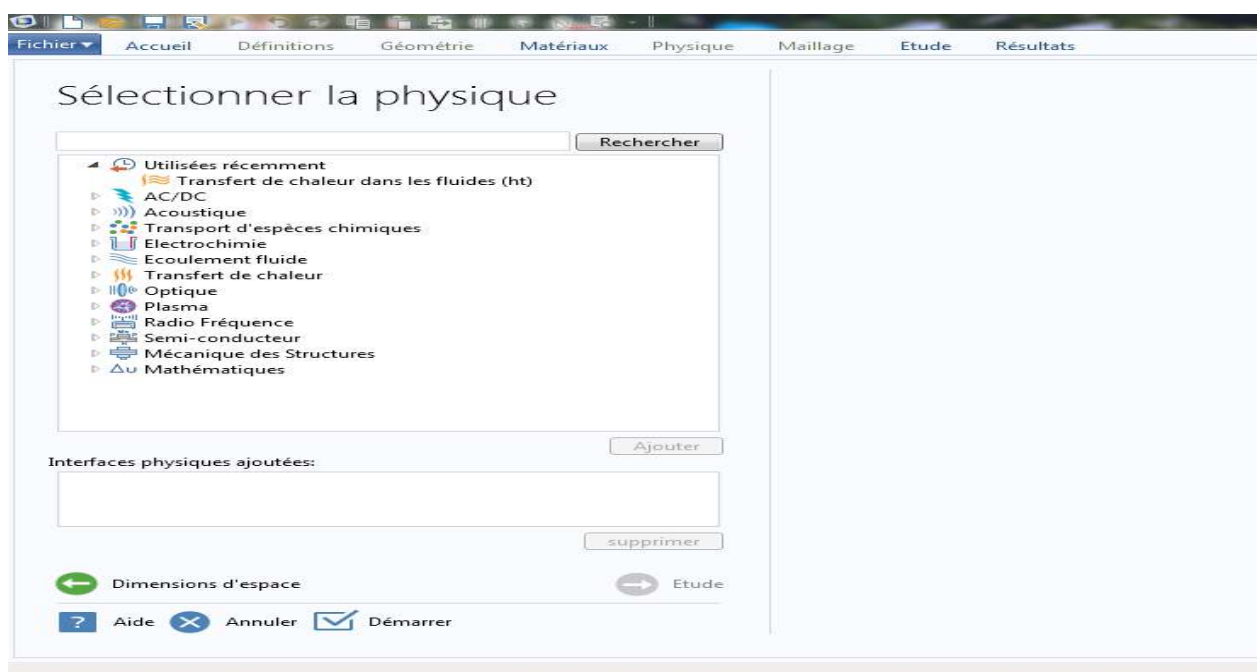 Fichier Accueil Définitions Géométrie Matériaux Physique Maillage Etude Résultats
Sélectionner la physique
Rechercher
Utilisées récemment
Transfert de chaleur dans les fluides (ht)
AC/DC
Acoustique
Transport d'espèces chimiques
Electrochimie
Ecoulement fluide
Transfert de chaleur
Optique
Plasma
Radio Fréquence
Semi-conducteur
Mécanique des Structures
Δu Mathématiques
Ajouter
Interfaces physiques ajoutées:
supprimer
Dimensions d'espace Etude
? Aide Annuler Démarrer